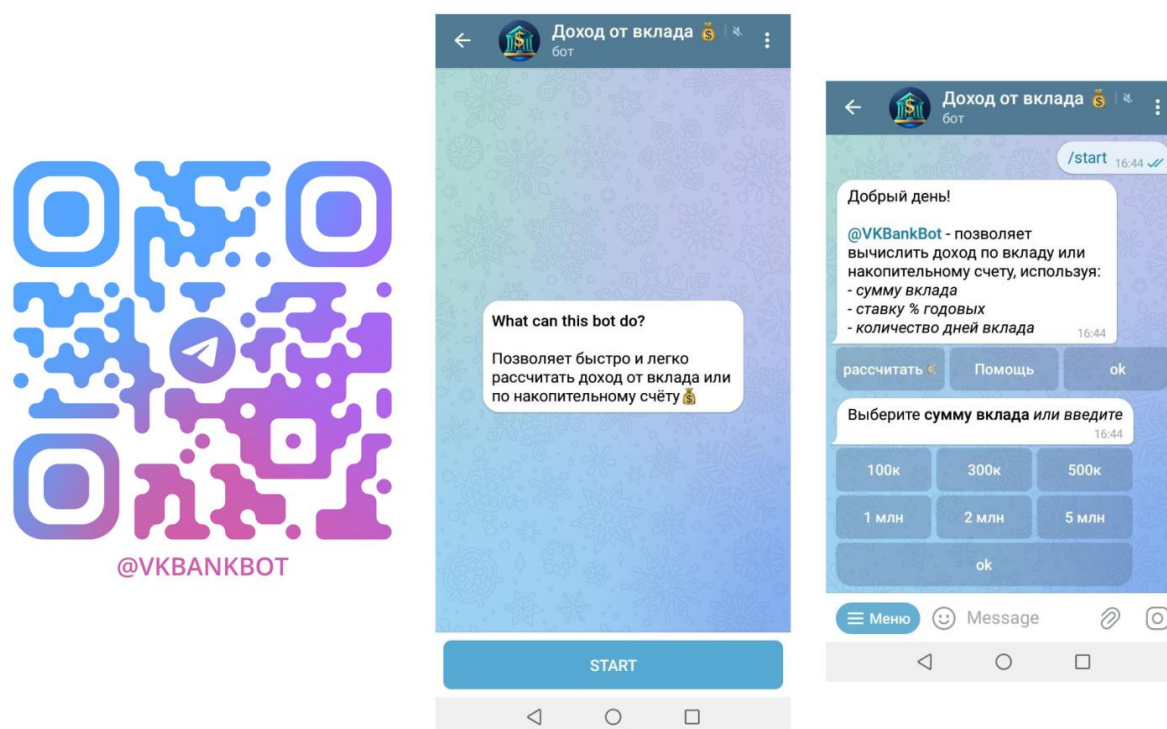 @VKBANKBOT
Доход от вклада 💰
бот
What can this bot do?
Позволяет быстро и легко
рассчитать доход от вклада или
по накопительному счёту💰
START
Доход от вклада 💰
бот
/start 16:44
Добрый день!
@VKBankBot - позволяет
вычислить доход по вкладу или
накопительному счету, используя:
- сумму вклада
- ставку % годовых
- количество дней вклада 16:44
рассчитать Помощь ok
Выберите сумму вклада или введите
16:44
100к 300к 500к
1 млн 2 млн 5 млн
ok
Меню Message